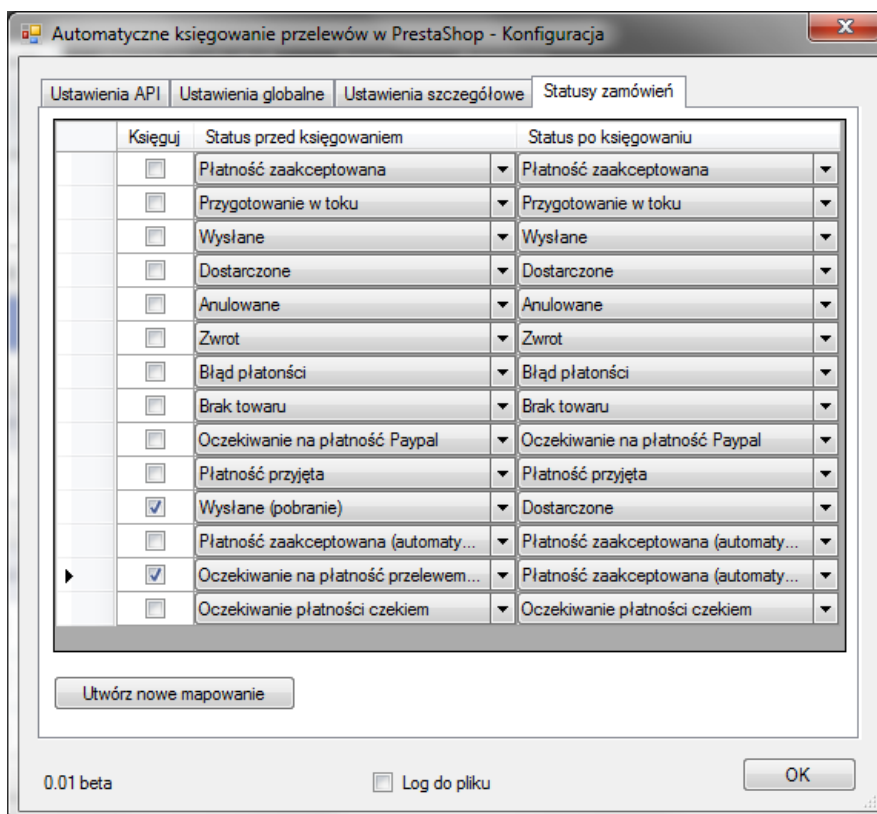 Automatyczne księgowanie przelewów w PrestaShop - Konfiguracja
Ustawienia API Ustawienia globalne Ustawienia szczegółowe Statusy zamówień
Księguj Status przed księgowaniem Status po księgowaniu
Płatność zaakceptowana Płatność zaakceptowana
Przygotowanie w toku Przygotowanie w toku
Wysłane Wysłane
Dostarczone Dostarczone
Anulowane Anulowane
Zwrot Zwrot
Błąd płatonści Błąd płatonści
Brak towaru Brak towaru
Oczekiwanie na płatność Paypal Oczekiwanie na płatność Paypal
Płatność przyjęta Płatność przyjęta
Wysłane (pobranie) Dostarczone
Płatność zaakceptowana (automaty... Płatność zaakceptowana (automaty...
Oczekiwanie na płatność przelewem... Płatność zaakceptowana (automaty...
Oczekiwanie płatności czekiem Oczekiwanie płatności czekiem
Utwórz nowe mapowanie
0.01 beta Log do pliku OK